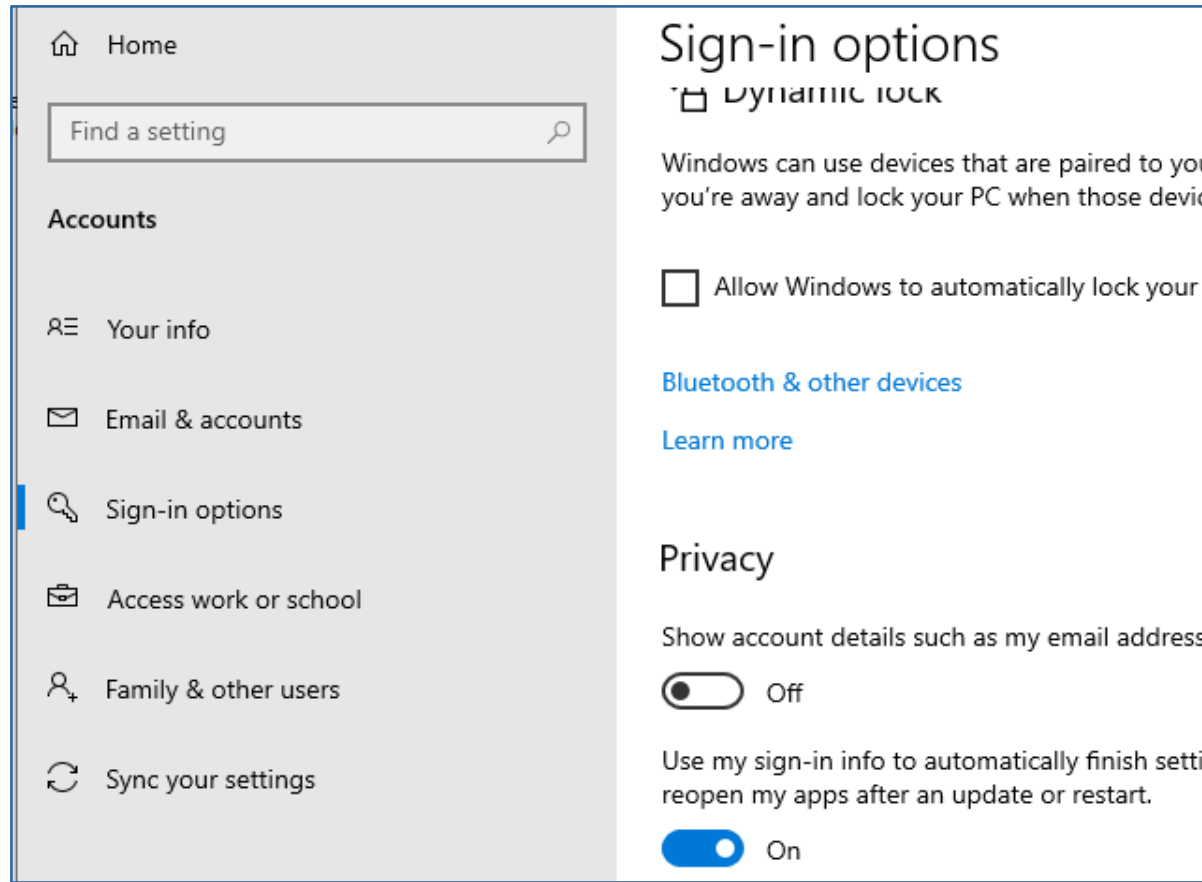 Home
Find a setting
Accounts
Your info
Email & accounts
Sign-in options
Access work or school
Family & other users
Sync your settings
Sign-in options
Dynamic lock
Windows can use devices that are paired to you
you're away and lock your PC when those devic
Allow Windows to automatically lock your
Bluetooth & other devices
Learn more
Privacy
Show account details such as my email address
Off
Use my sign-in info to automatically finish setti
reopen my apps after an update or restart.
On